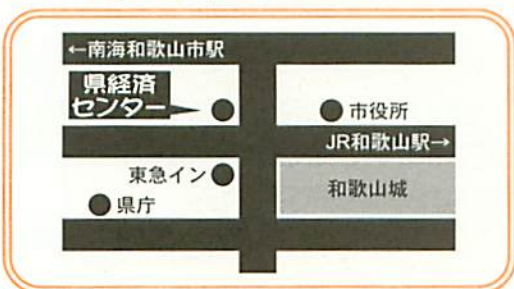 ←南海和歌山市駅
県経済
センター
市役所
JR和歌山駅→
東急イン
和歌山城
県庁